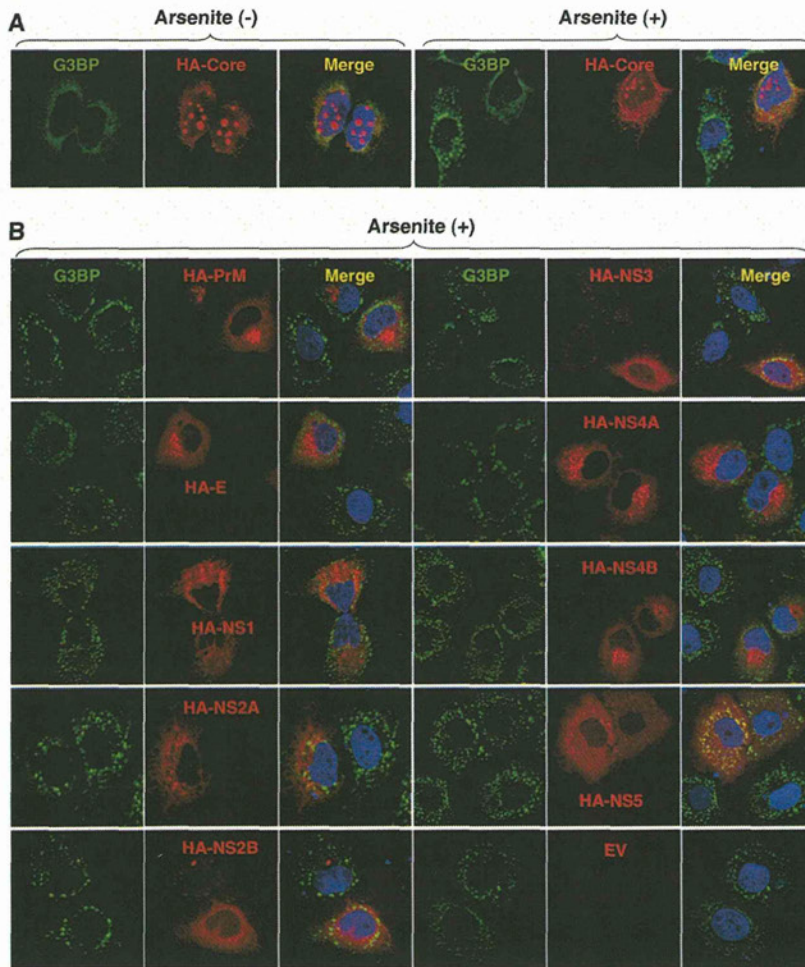 A
Arsenite (-)
Arsenite (+)
G3BP
HA-Core
Merge
G3BP
HA-Core
Merge
B
Arsenite (+)
G3BP
HA-PrM
Merge
G3BP
HA-NS3
Merge
HA-E
HA-NS4A
HA-NS1
HA-NS4B
HA-NS2A
HA-NS5
HA-NS2B
EV